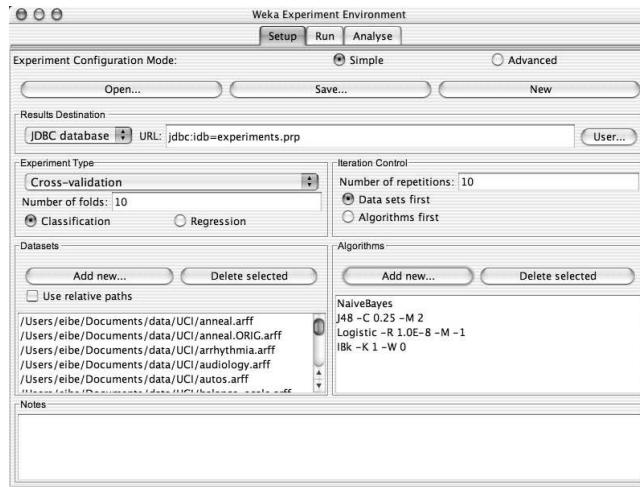 Weka Experiment Environment
Setup Run Analyse
Experiment Configuration Mode: Simple Advanced
Open... Save... New
Results Destination
JDBC database URL: jdbc:idb=experiments.prp User...
Experiment Type
Cross-validation
Number of folds: 10
Classification Regression
Iteration Control
Number of repetitions: 10
Data sets first
Algorithms first
Datasets
Add new... Delete selected
Use relative paths
/Users/eibe/Documents/data/UCI/anneal.arff
/Users/eibe/Documents/data/UCI/anneal.ORIG.arff
/Users/eibe/Documents/data/UCI/arrhythmia.arff
/Users/eibe/Documents/data/UCI/audiology.arff
/Users/eibe/Documents/data/UCI/autos.arff
Algorithms
Add new... Delete selected
NaiveBayes
J48 -C 0.25 -M 2
Logistic -R 1.0E-8 -M -1
IBk -K 1 -W 0
Notes